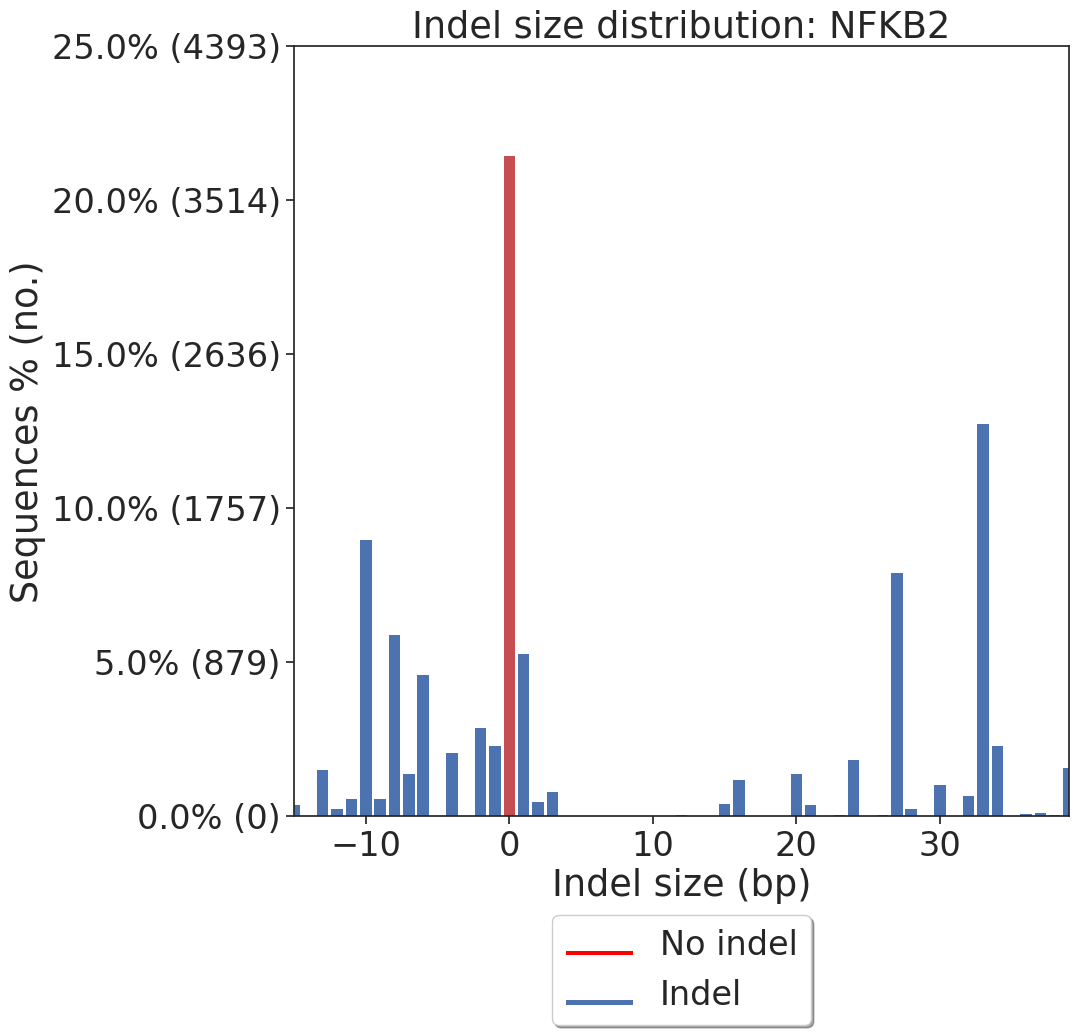 Indel size distribution: NFKB2
25.0% (4393)
20.0% (3514)
15.0% (2636)
10.0% (1757)
5.0% (879)
0.0% (0)
Sequences % (no.)
−10 0 10 20 30
Indel size (bp)
No indel
Indel